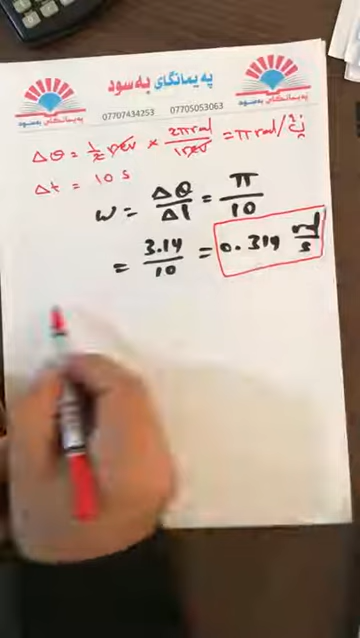 پەیمانگای بەسود
07707434253 07705053063
پەیمانگای بەسود
پەیمانگای بەسود
Δθ = 1/2 rev × 2π rad / 1 rev = π rad /
Δt = 10 s
ω = Δθ/Δt = π/10
= 3.14/10 = 0.314 rad/s